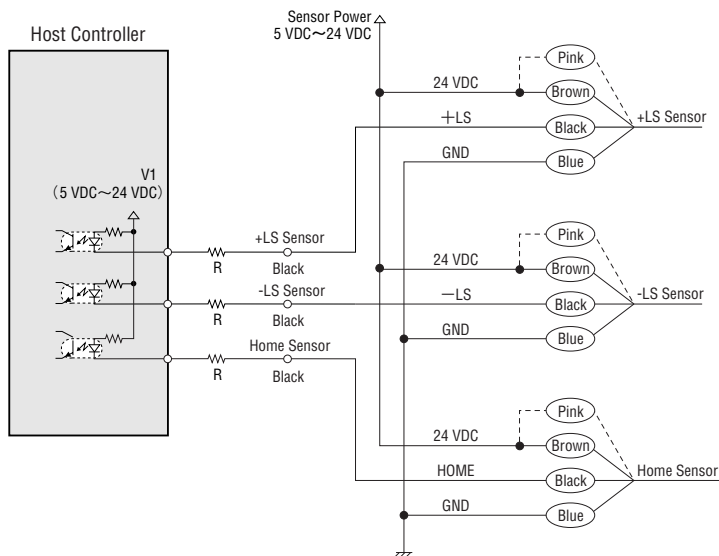 Host Controller
V1
(5 VDC～24 VDC)
Sensor Power
5 VDC～24 VDC
24 VDC
Pink
Brown
+LS
Black
+LS Sensor
GND
Blue
+LS Sensor
R
Black
-LS Sensor
R
Black
Home Sensor
R
Black
24 VDC
Pink
Brown
−LS
Black
-LS Sensor
GND
Blue
24 VDC
Pink
Brown
HOME
Black
Home Sensor
GND
Blue